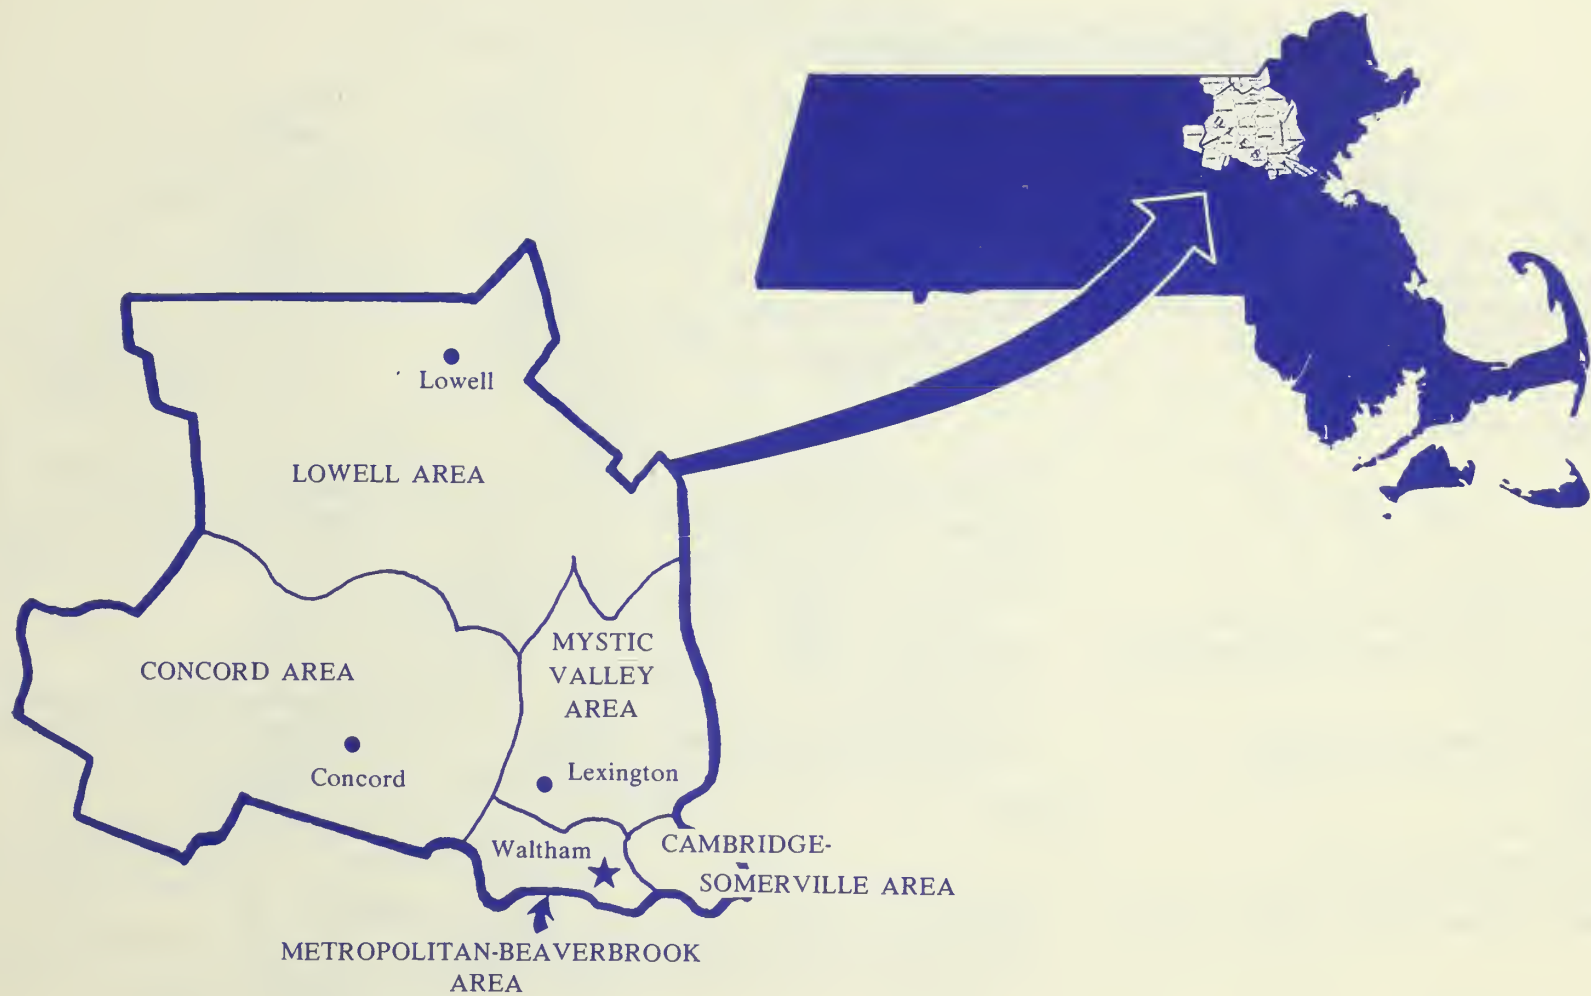 Lowell
LOWELL AREA
MYSTIC
VALLEY
AREA
CONCORD AREA
Concord
Lexington
Waltham
CAMBRIDGE-
SOMERVILLE AREA
METROPOLITAN-BEAVERBROOK
AREA